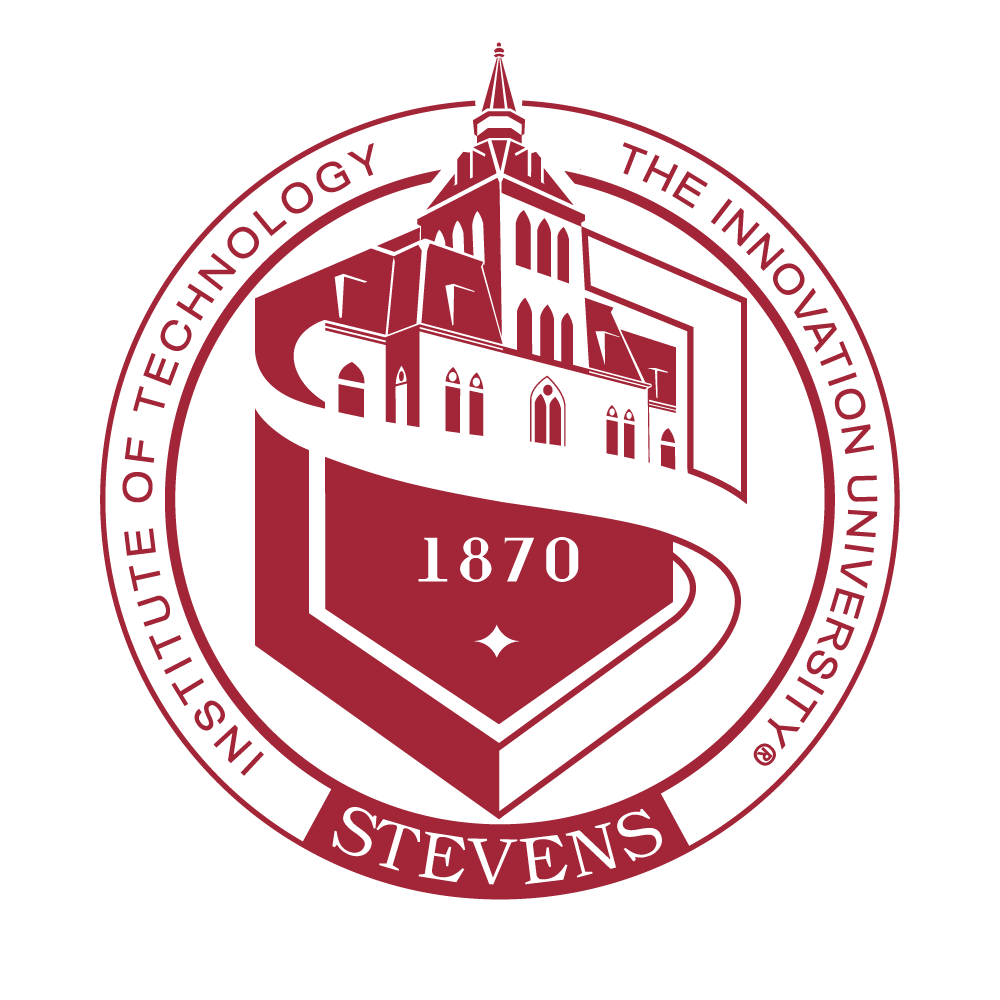 INSTITUTE OF TECHNOLOGY
THE INNOVATION UNIVERSITY®
1870
STEVENS